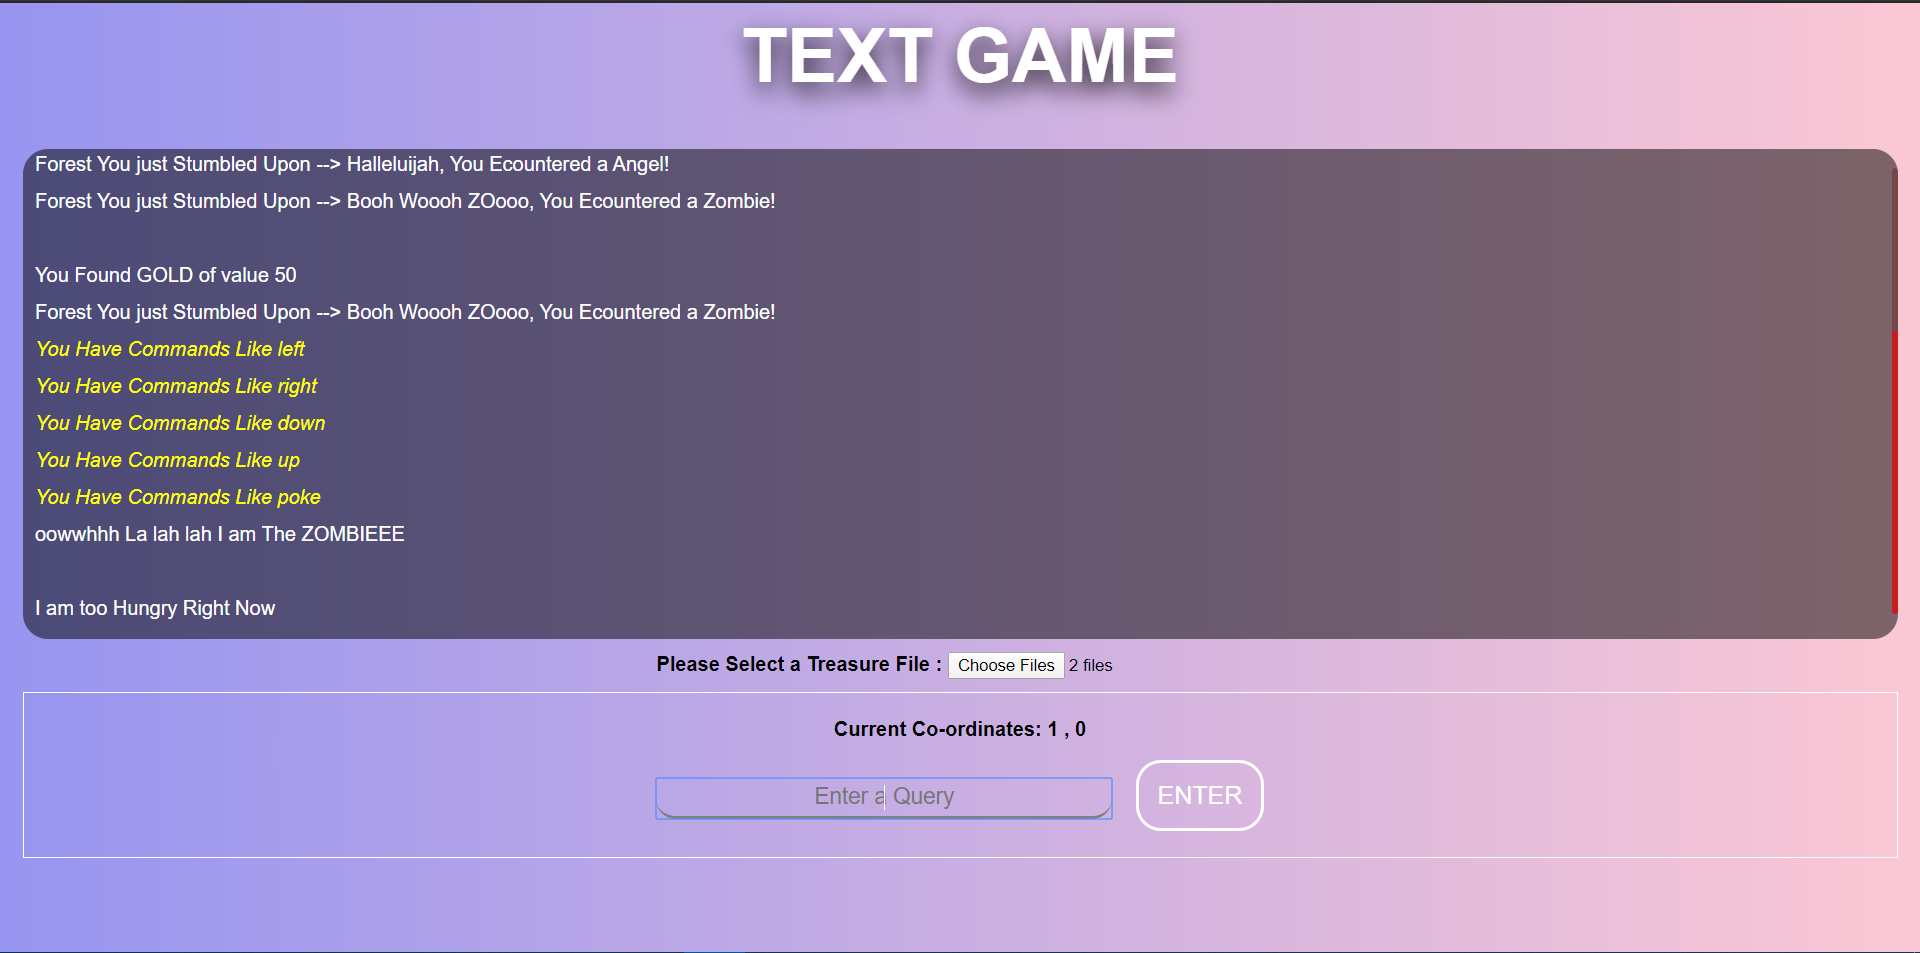 TEXT GAME
Forest You just Stumbled Upon --> Halleluijah, You Ecountered a Angel!
Forest You just Stumbled Upon --> Booh Woooh ZOooo, You Ecountered a Zombie!
You Found GOLD of value 50
Forest You just Stumbled Upon --> Booh Woooh ZOooo, You Ecountered a Zombie!
You Have Commands Like left
You Have Commands Like right
You Have Commands Like down
You Have Commands Like up
You Have Commands Like poke
oowwhhh La lah lah I am The ZOMBIEEE
I am too Hungry Right Now
Please Select a Treasure File : Choose Files 2 files
Current Co-ordinates: 1 , 0
Enter a Query ENTER